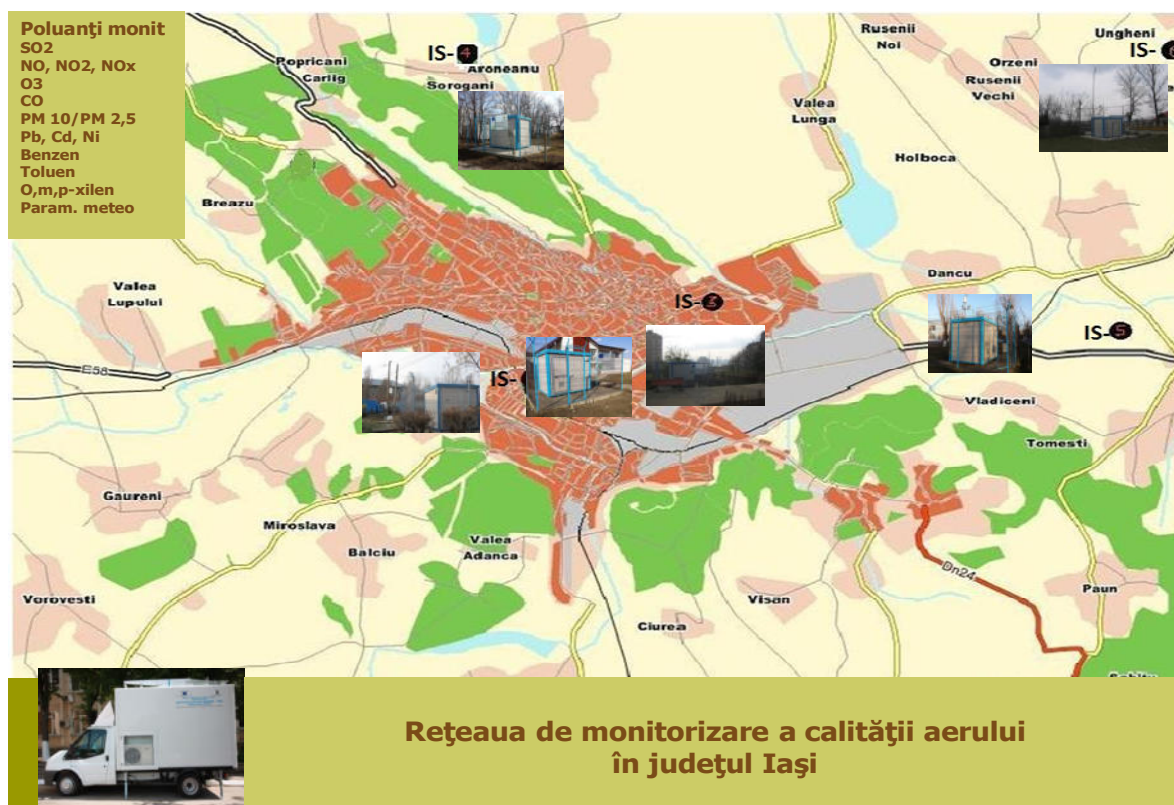 Poluanţi monit
SO2
NO, NO2, NOx
O3
CO
PM 10/PM 2,5
Pb, Cd, Ni
Benzen
Toluen
O,m,p-xilen
Param. meteo
Popricani
Carlig
IS-4
Aroneanu
Sorogani
Rusenii
Noi
Ungheni
IS-
Orzeni
Rusenii
Vechi
Valea
Lunga
Holboca
Breazu
Valea
Lupului
Dancu
IS-3
IS-5
E58
IS-
Vladiceni
Tomesti
Gaureni
Miroslava
Balciu
Valea
Adanca
Dn24
Paun
Vorovesti
Visan
Ciurea
Reţeaua de monitorizare a calităţii aerului
în judeţul Iaşi